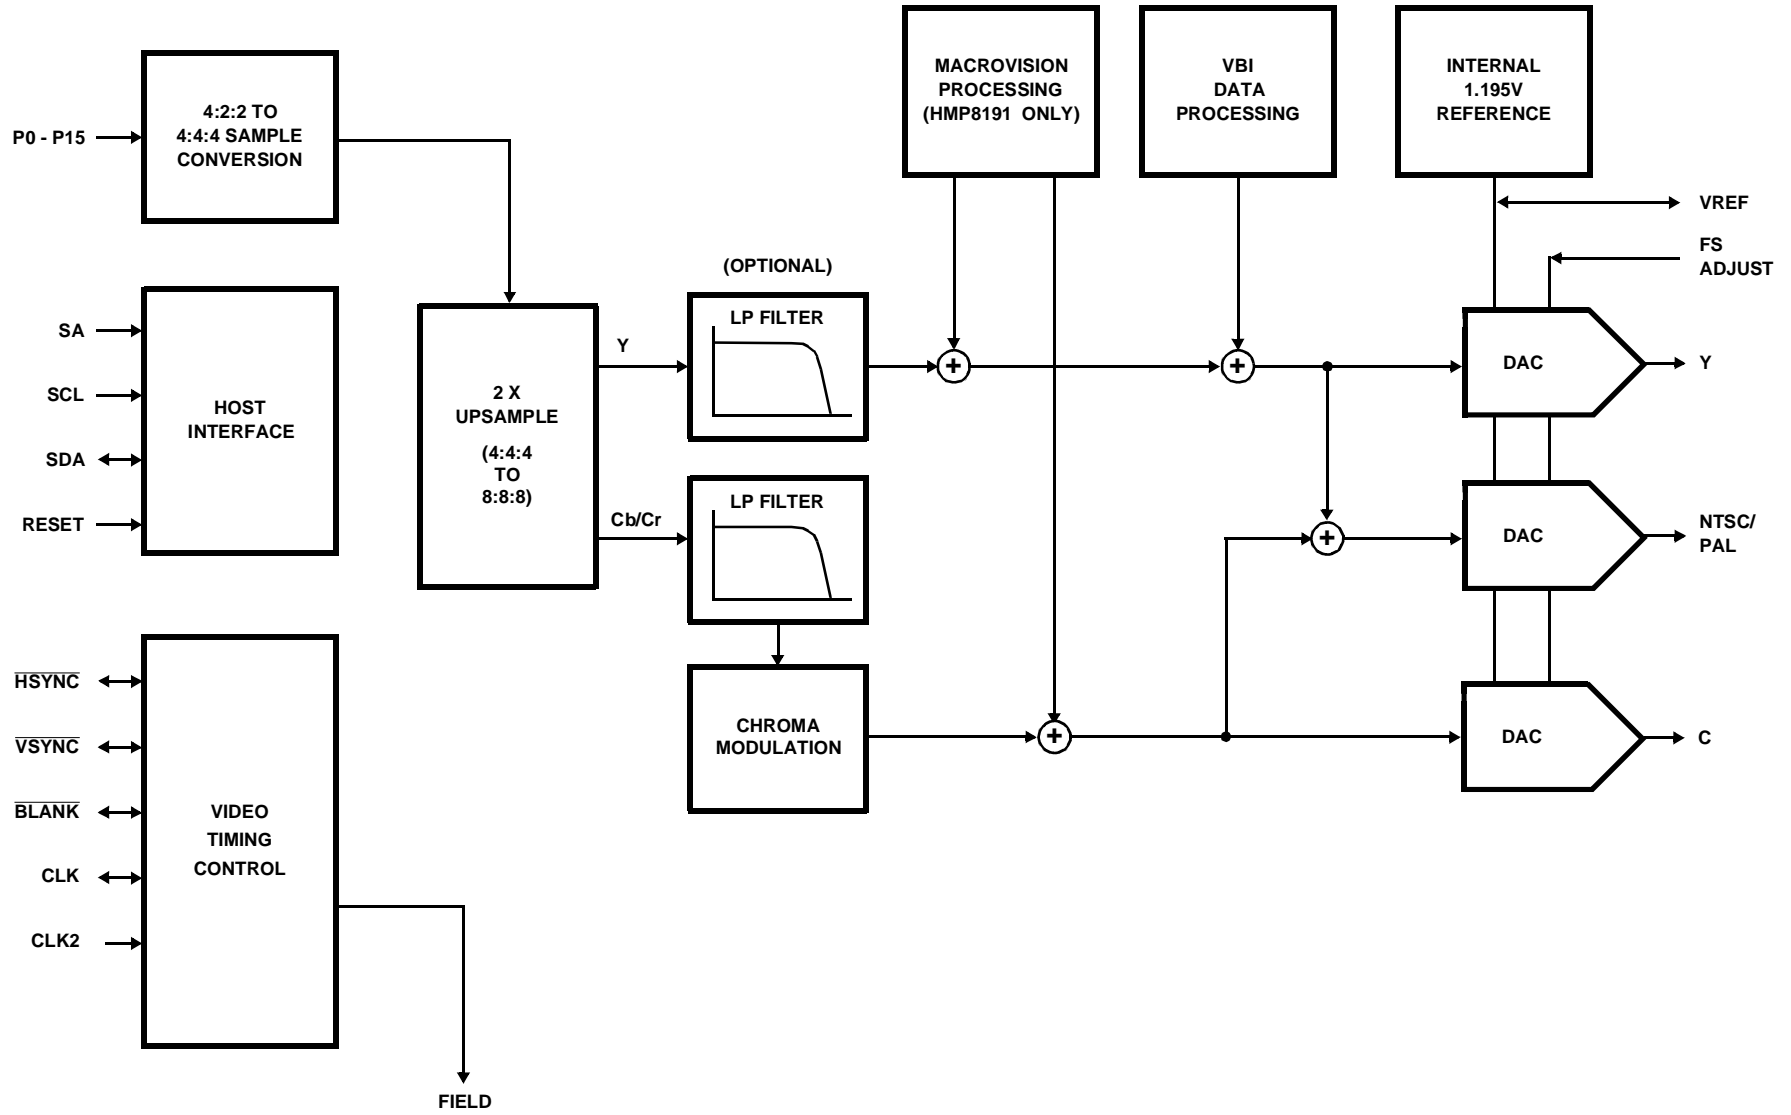 MACROVISION
PROCESSING
(HMP8191 ONLY)
VBI
DATA
PROCESSING
INTERNAL
1.195V
REFERENCE
P0 - P15
4:2:2 TO
4:4:4 SAMPLE
CONVERSION
VREF
FS
ADJUST
(OPTIONAL)
SA
SCL
SDA
RESET
HOST
INTERFACE
2 X
UPSAMPLE
(4:4:4
TO
8:8:8)
Y
LP FILTER
+
+
DAC
Y
Cb/Cr
LP FILTER
+
DAC
NTSC/
PAL
CHROMA
MODULATION
+
DAC
C
HSYNC
VSYNC
BLANK
CLK
CLK2
VIDEO
TIMING
CONTROL
FIELD